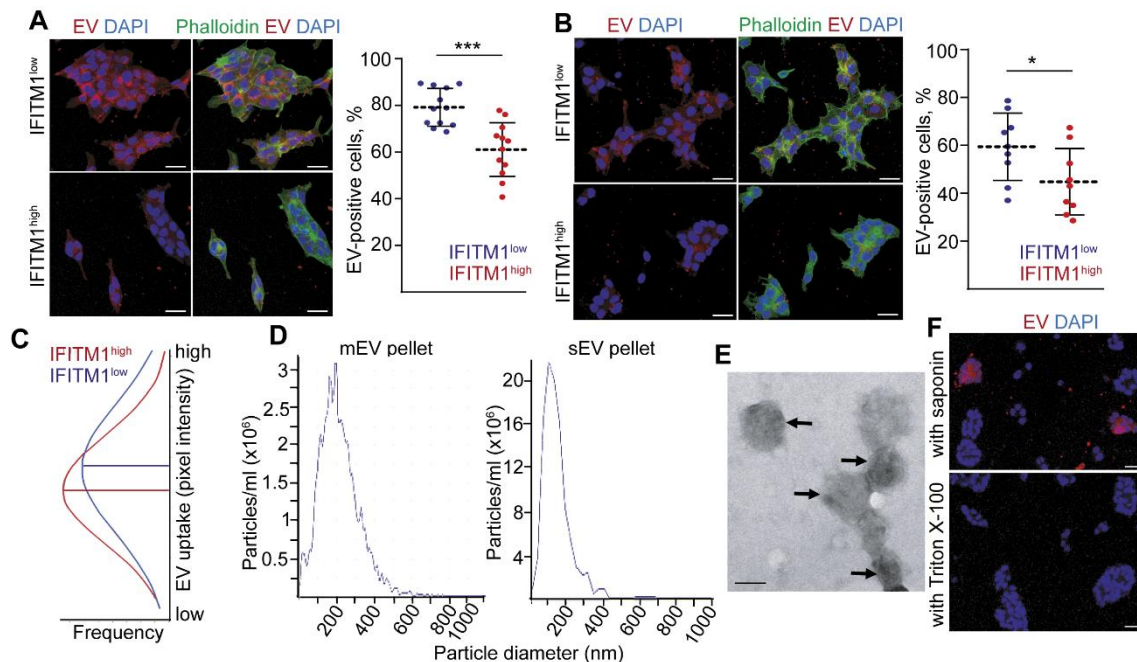 A
EV DAPI
Phalloidin EV DAPI
IFITM1low
IFITM1high
***
EV-positive cells, %
100
80
60
40
20
IFITM1low
IFITM1high
B
EV DAPI
Phalloidin EV DAPI
IFITM1low
IFITM1high
*
EV-positive cells, %
100
80
60
40
20
IFITM1low
IFITM1high
C
IFITM1high
IFITM1low
high
EV uptake (pixel intensity)
low
Frequency
D
mEV pellet
Particles/ml (x10⁶)
3
2.5
2
1.5
1
0.5
200
400
600
800
1000
sEV pellet
Particles/ml (x10⁶)
20
16
12
8
4
200
400
600
800
1000
Particle diameter (nm)
E
F
EV DAPI
with saponin
with Triton X-100